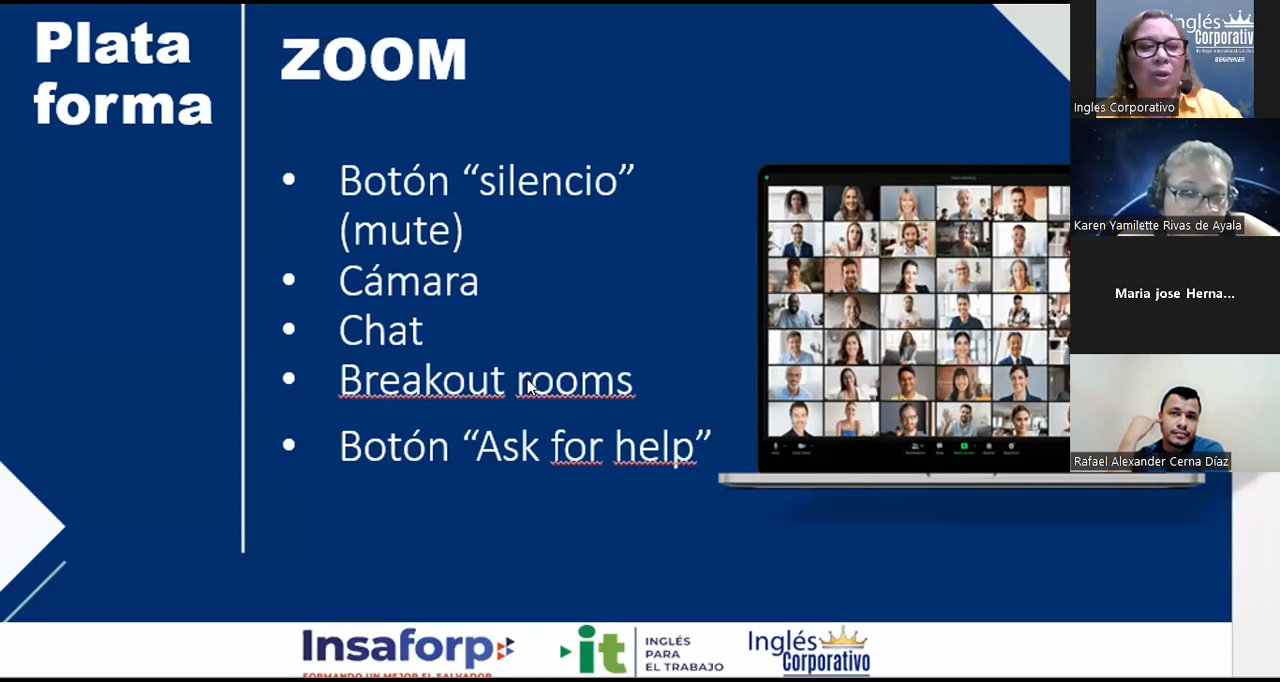 Plata
forma
ZOOM
• Botón “silencio”
(mute)
• Cámara
• Chat
• Breakout rooms
• Botón “Ask for help”
Inglés
Corporativo
BEGINNER
Ingles Corporativo
Karen Yamilette Rivas de Ayala
Maria jose Herna...
Rafael Alexander Cerna Díaz
Insaforp
FORMANDO UN MEJOR EL SALVADOR
it
INGLÉS
PARA
EL TRABAJO
Inglés
Corporativo